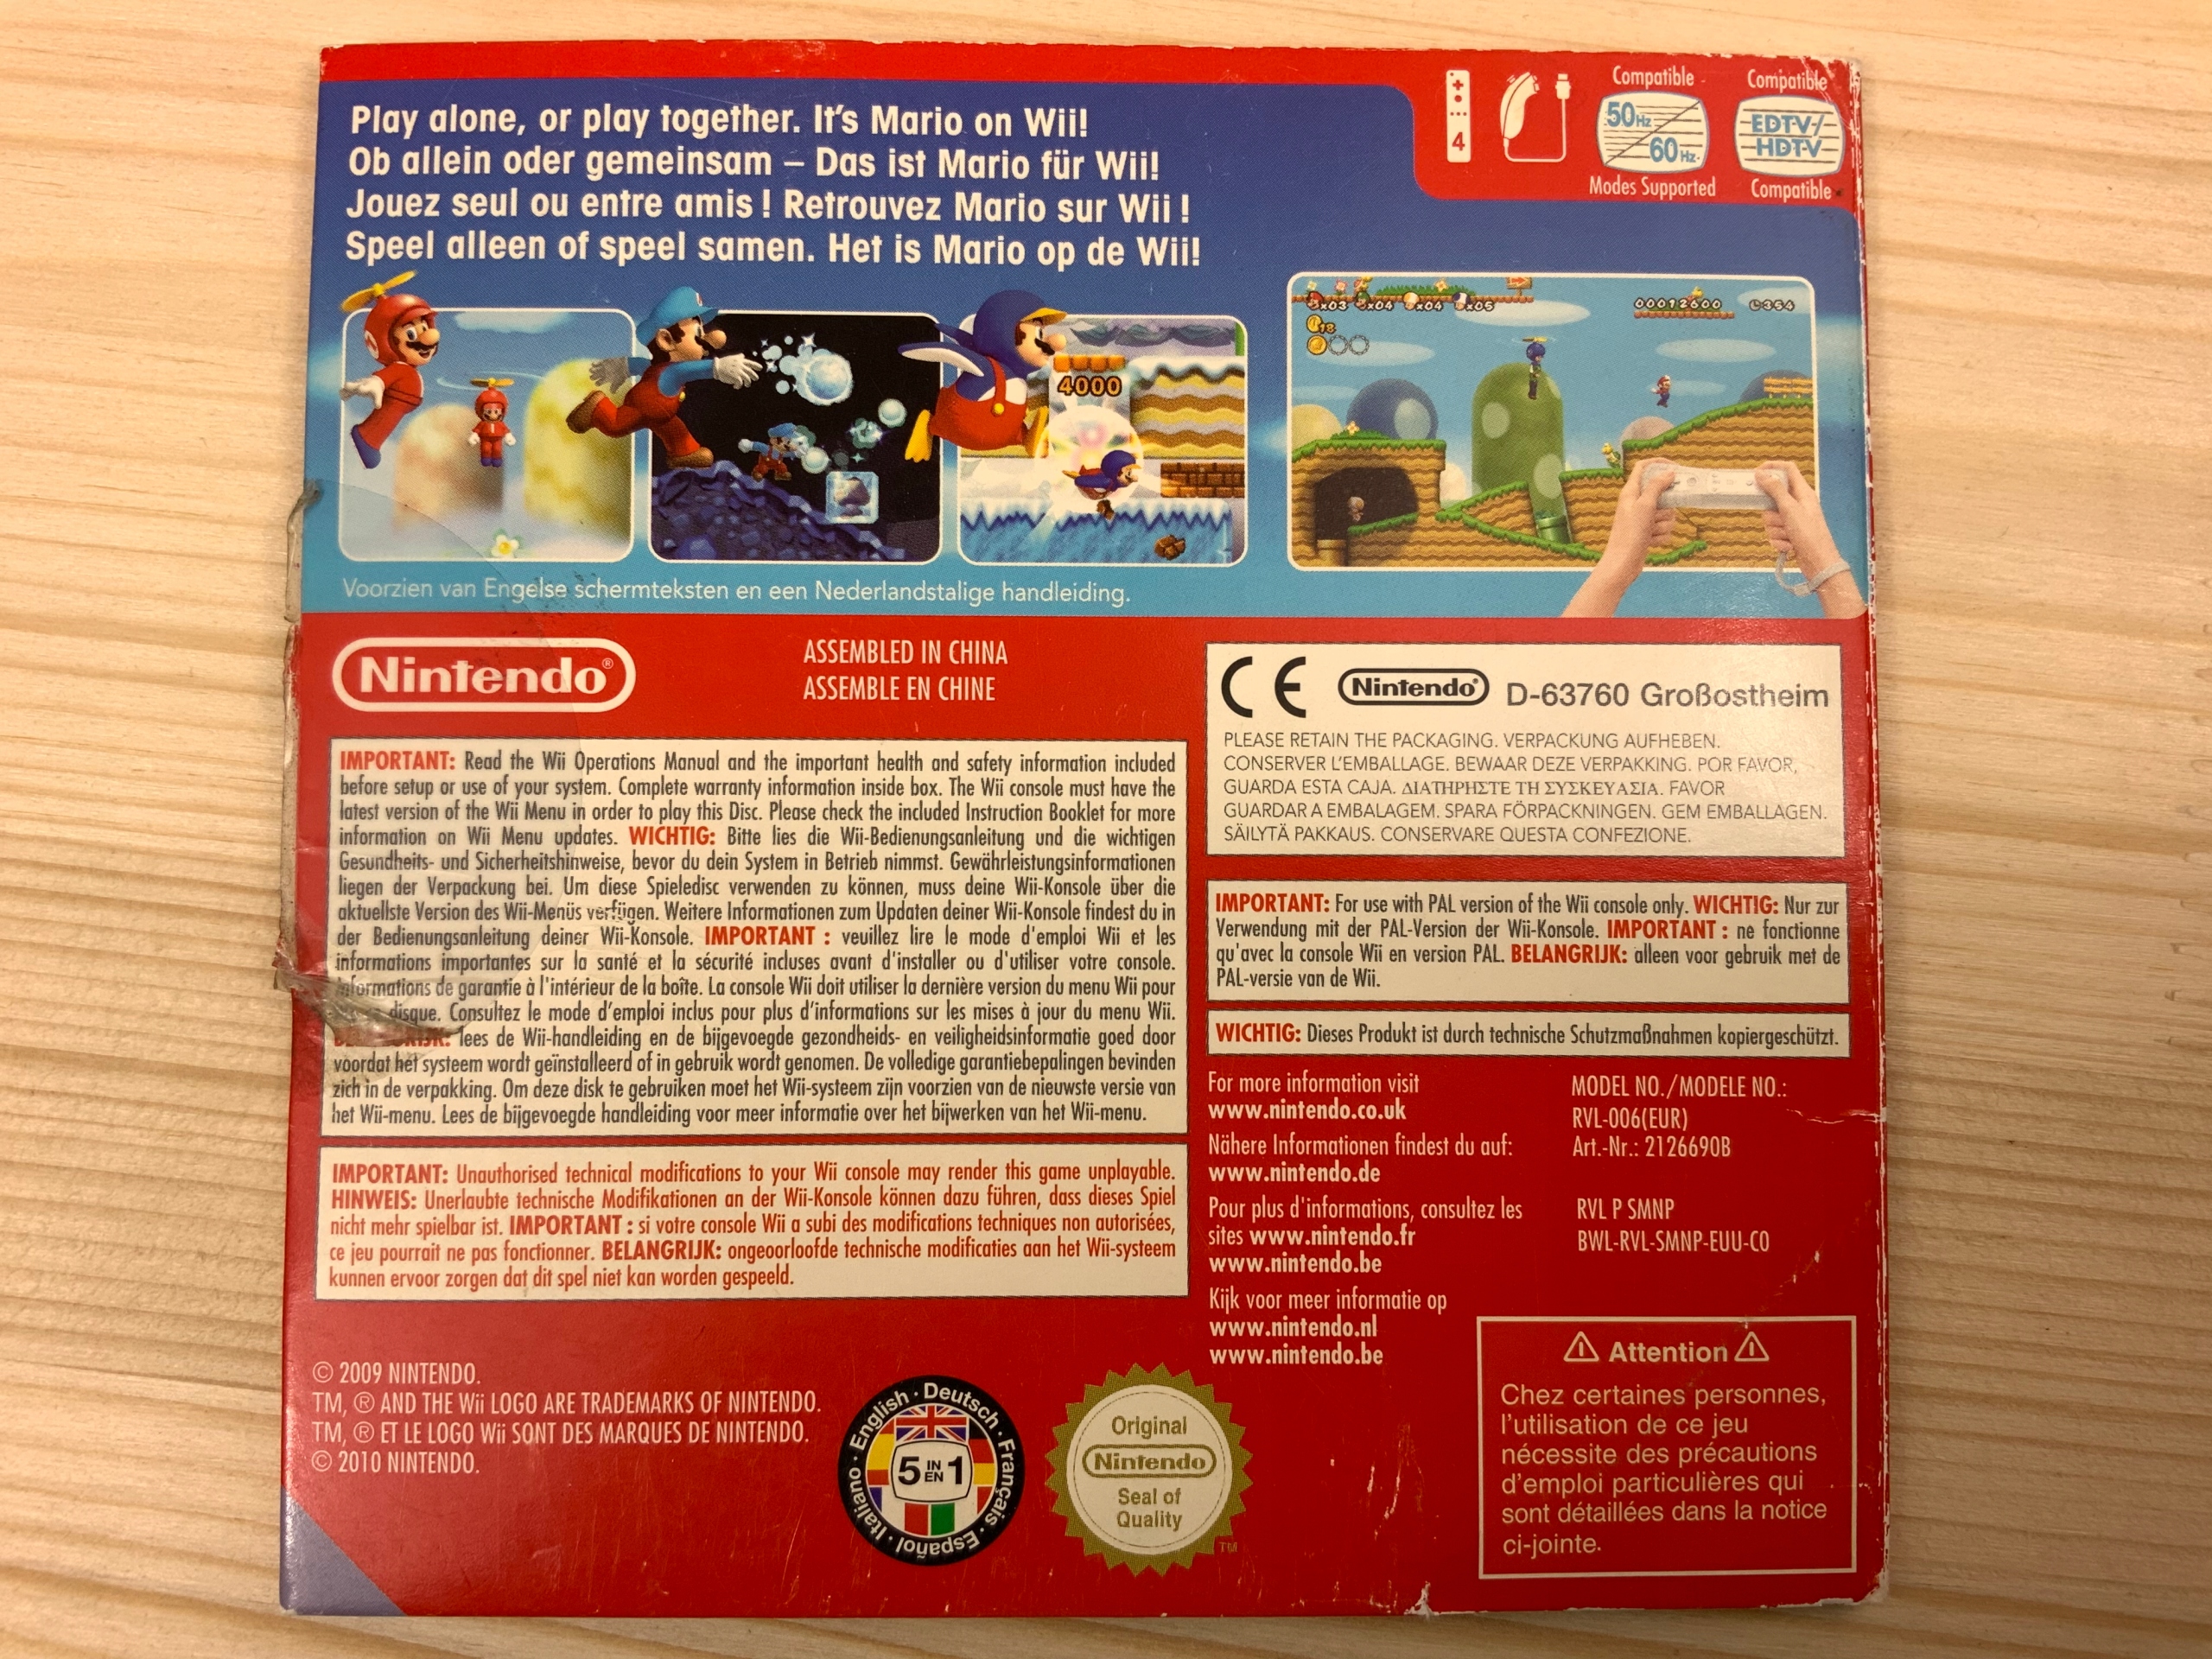 Play alone, or play together. It's Mario on Wii!
Ob allein oder gemeinsam – Das ist Mario für Wii!
Jouez seul ou entre amis ! Retrouvez Mario sur Wii !
Speel alleen of speel samen. Het is Mario op de Wii!
4
Compatible
50Hz
60Hz
Modes Supported
Compatible
EDTV/
HDTV
Compatible
4000
x03 x04 x04 x05
00012600
354
18
Voorzien van Engelse schermteksten en een Nederlandstalige handleiding.
Nintendo®
ASSEMBLED IN CHINA
ASSEMBLE EN CHINE
CE Nintendo® D-63760 Großostheim
PLEASE RETAIN THE PACKAGING. VERPACKUNG AUFHEBEN.
CONSERVER L'EMBALLAGE. BEWAAR DEZE VERPAKKING. POR FAVOR,
GUARDA ESTA CAJA. ΔΙΑΤΗΡΗΣΤΕ ΤΗ ΣΥΣΚΕΥΑΣΙΑ. FAVOR
GUARDAR A EMBALAGEM. SPARA FÖRPACKNINGEN. GEM EMBALLAGEN.
SÄILYTÄ PAKKAUS. CONSERVARE QUESTA CONFEZIONE.
IMPORTANT: Read the Wii Operations Manual and the important health and safety information included
before setup or use of your system. Complete warranty information inside box. The Wii console must have the
latest version of the Wii Menu in order to play this Disc. Please check the included Instruction Booklet for more
information on Wii Menu updates. WICHTIG: Bitte lies die Wii-Bedienungsanleitung und die wichtigen
Gesundheits- und Sicherheitshinweise, bevor du dein System in Betrieb nimmst. Gewährleistungsinformationen
liegen der Verpackung bei. Um diese Spieledisc verwenden zu können, muss deine Wii-Konsole über die
aktuellste Version des Wii-Menüs verfügen. Weitere Informationen zum Updaten deiner Wii-Konsole findest du in
der Bedienungsanleitung deiner Wii-Konsole. IMPORTANT : veuillez lire le mode d'emploi Wii et les
informations importantes sur la santé et la sécurité incluses avant d'installer ou d'utiliser votre console.
Informations de garantie à l'intérieur de la boîte. La console Wii doit utiliser la dernière version du menu Wii pour
disque. Consultez le mode d'emploi inclus pour plus d'informations sur les mises à jour du menu Wii.
lees de Wii-handleiding en de bijgevoegde gezondheids- en veiligheidsinformatie goed door
voordat het systeem wordt geïnstalleerd of in gebruik wordt genomen. De volledige garantiebepalingen bevinden
zich in de verpakking. Om deze disk te gebruiken moet het Wii-systeem zijn voorzien van de nieuwste versie van
het Wii-menu. Lees de bijgevoegde handleiding voor meer informatie over het bijwerken van het Wii-menu.
IMPORTANT: For use with PAL version of the Wii console only. WICHTIG: Nur zur
Verwendung mit der PAL-Version der Wii-Konsole. IMPORTANT : ne fonctionne
qu'avec la console Wii en version PAL. BELANGRIJK: alleen voor gebruik met de
PAL-versie van de Wii.
WICHTIG: Dieses Produkt ist durch technische Schutzmaßnahmen kopiergeschützt.
IMPORTANT: Unauthorised technical modifications to your Wii console may render this game unplayable.
HINWEIS: Unerlaubte technische Modifikationen an der Wii-Konsole können dazu führen, dass dieses Spiel
nicht mehr spielbar ist. IMPORTANT : si votre console Wii a subi des modifications techniques non autorisées,
ce jeu pourrait ne pas fonctionner. BELANGRIJK: ongeoorloofde technische modificaties aan het Wii-systeem
kunnen ervoor zorgen dat dit spel niet kan worden gespeeld.
For more information visit
www.nintendo.co.uk
Nähere Informationen findest du auf:
www.nintendo.de
Pour plus d'informations, consultez les
sites www.nintendo.fr
www.nintendo.be
Kijk voor meer informatie op
www.nintendo.nl
www.nintendo.be
MODEL NO./MODELE NO.:
RVL-006(EUR)
Art.-Nr.: 2126690B
RVL P SMNP
BWL-RVL-SMNP-EUU-C0
© 2009 NINTENDO.
TM, ® AND THE Wii LOGO ARE TRADEMARKS OF NINTENDO.
TM, ® ET LE LOGO Wii SONT DES MARQUES DE NINTENDO.
© 2010 NINTENDO.
English · Deutsch · Français · Español · Italiano ·
5 IN EN 1
Original
Nintendo
Seal of
Quality
TM
Attention
Chez certaines personnes,
l'utilisation de ce jeu
nécessite des précautions
d'emploi particulières qui
sont détaillées dans la notice
ci-jointe.